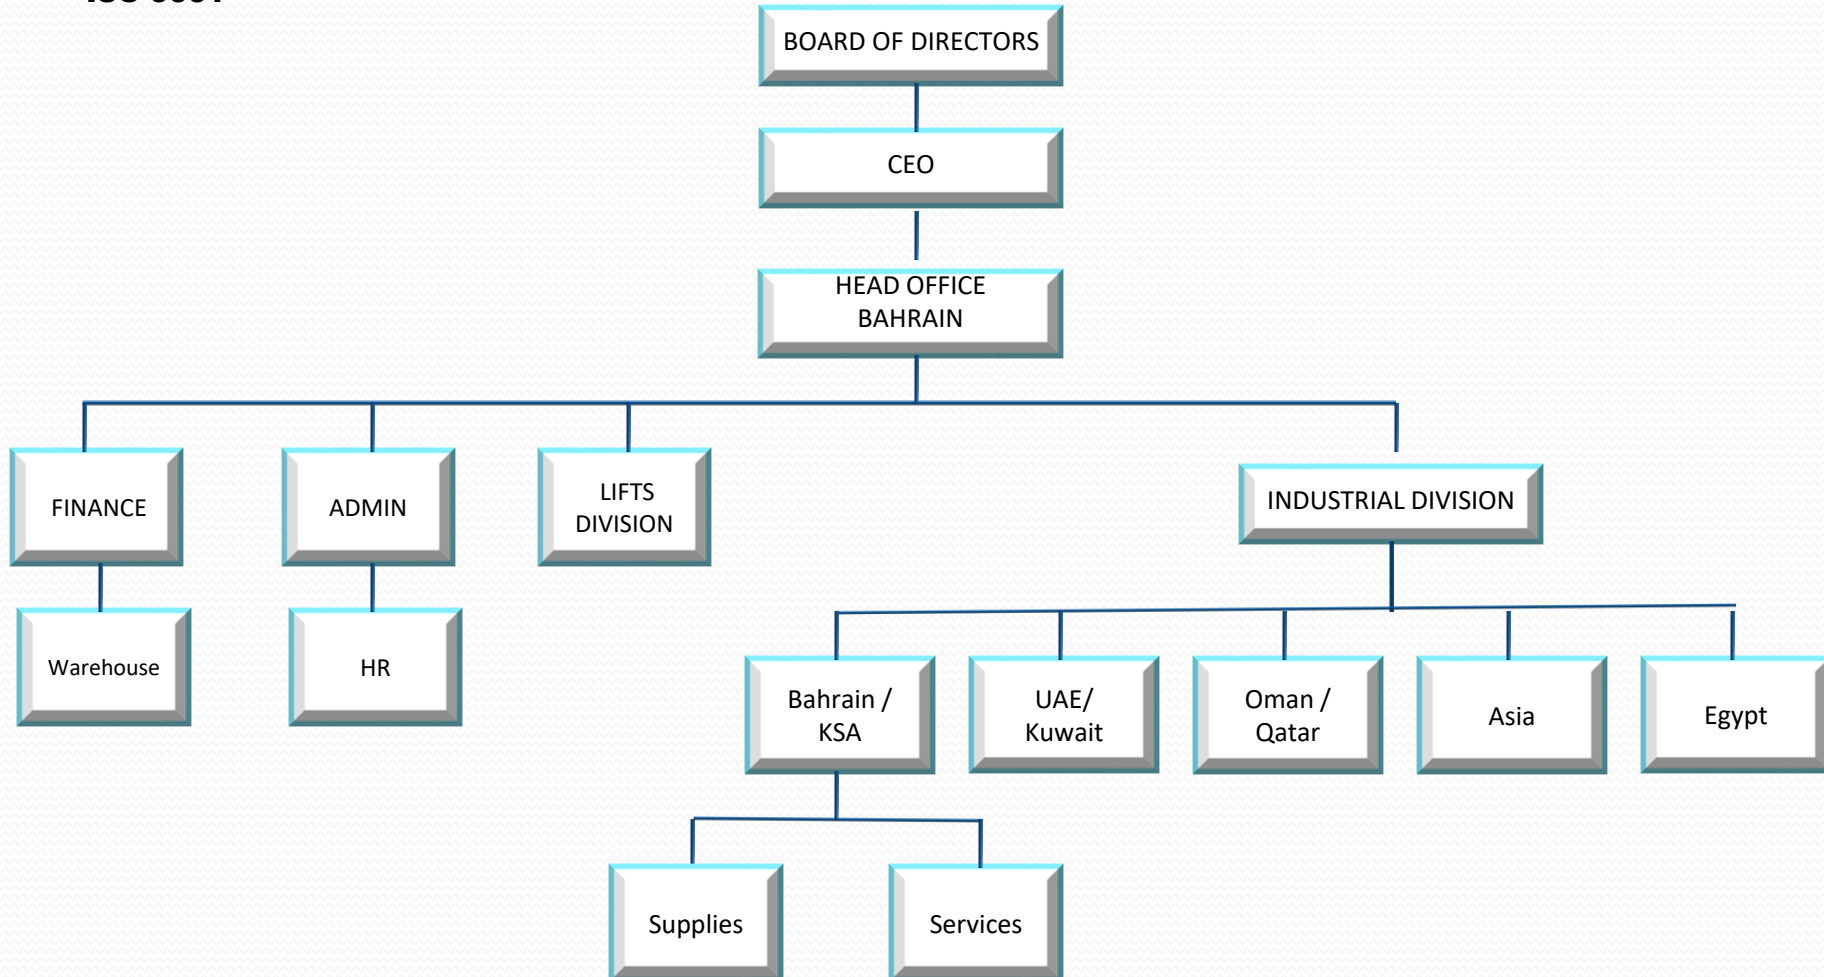 BOARD OF DIRECTORS
CEO
HEAD OFFICE
BAHRAIN
FINANCE
ADMIN
LIFTS
DIVISION
INDUSTRIAL DIVISION
Warehouse
HR
Bahrain /
KSA
UAE/
Kuwait
Oman /
Qatar
Asia
Egypt
Supplies
Services